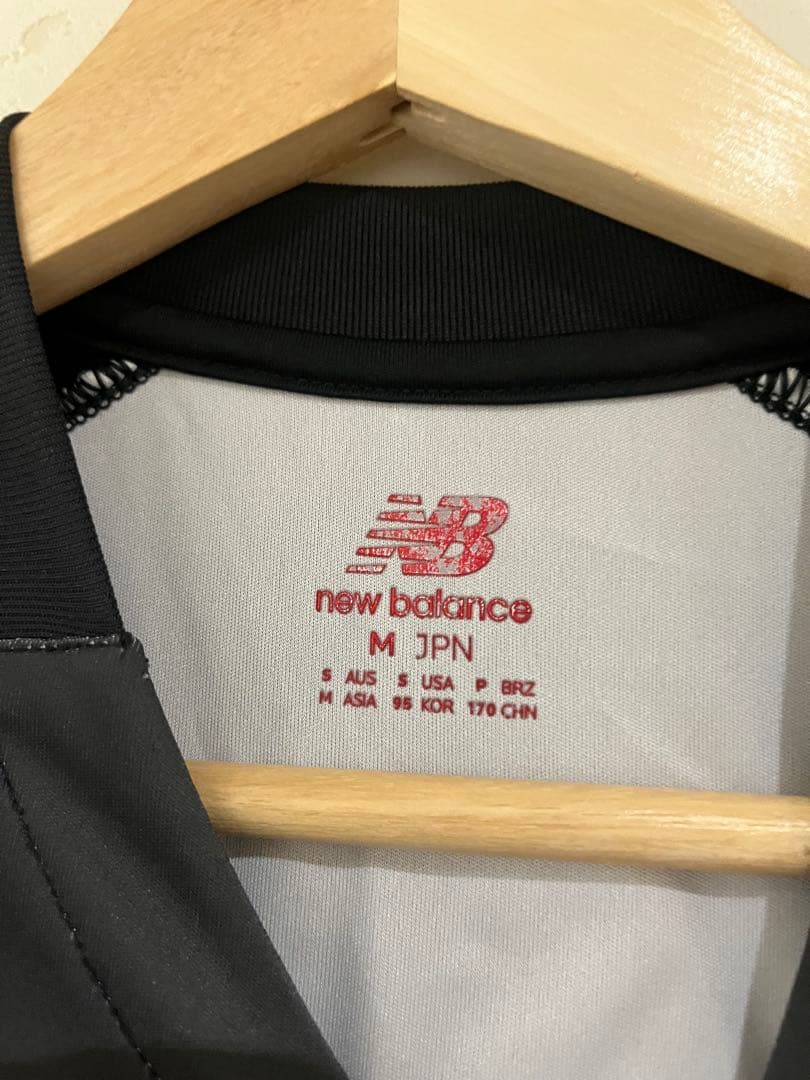 NB
new balance
M JPN
S AUS S USA P BRZ
M ASIA 95 KOR 170 CHN